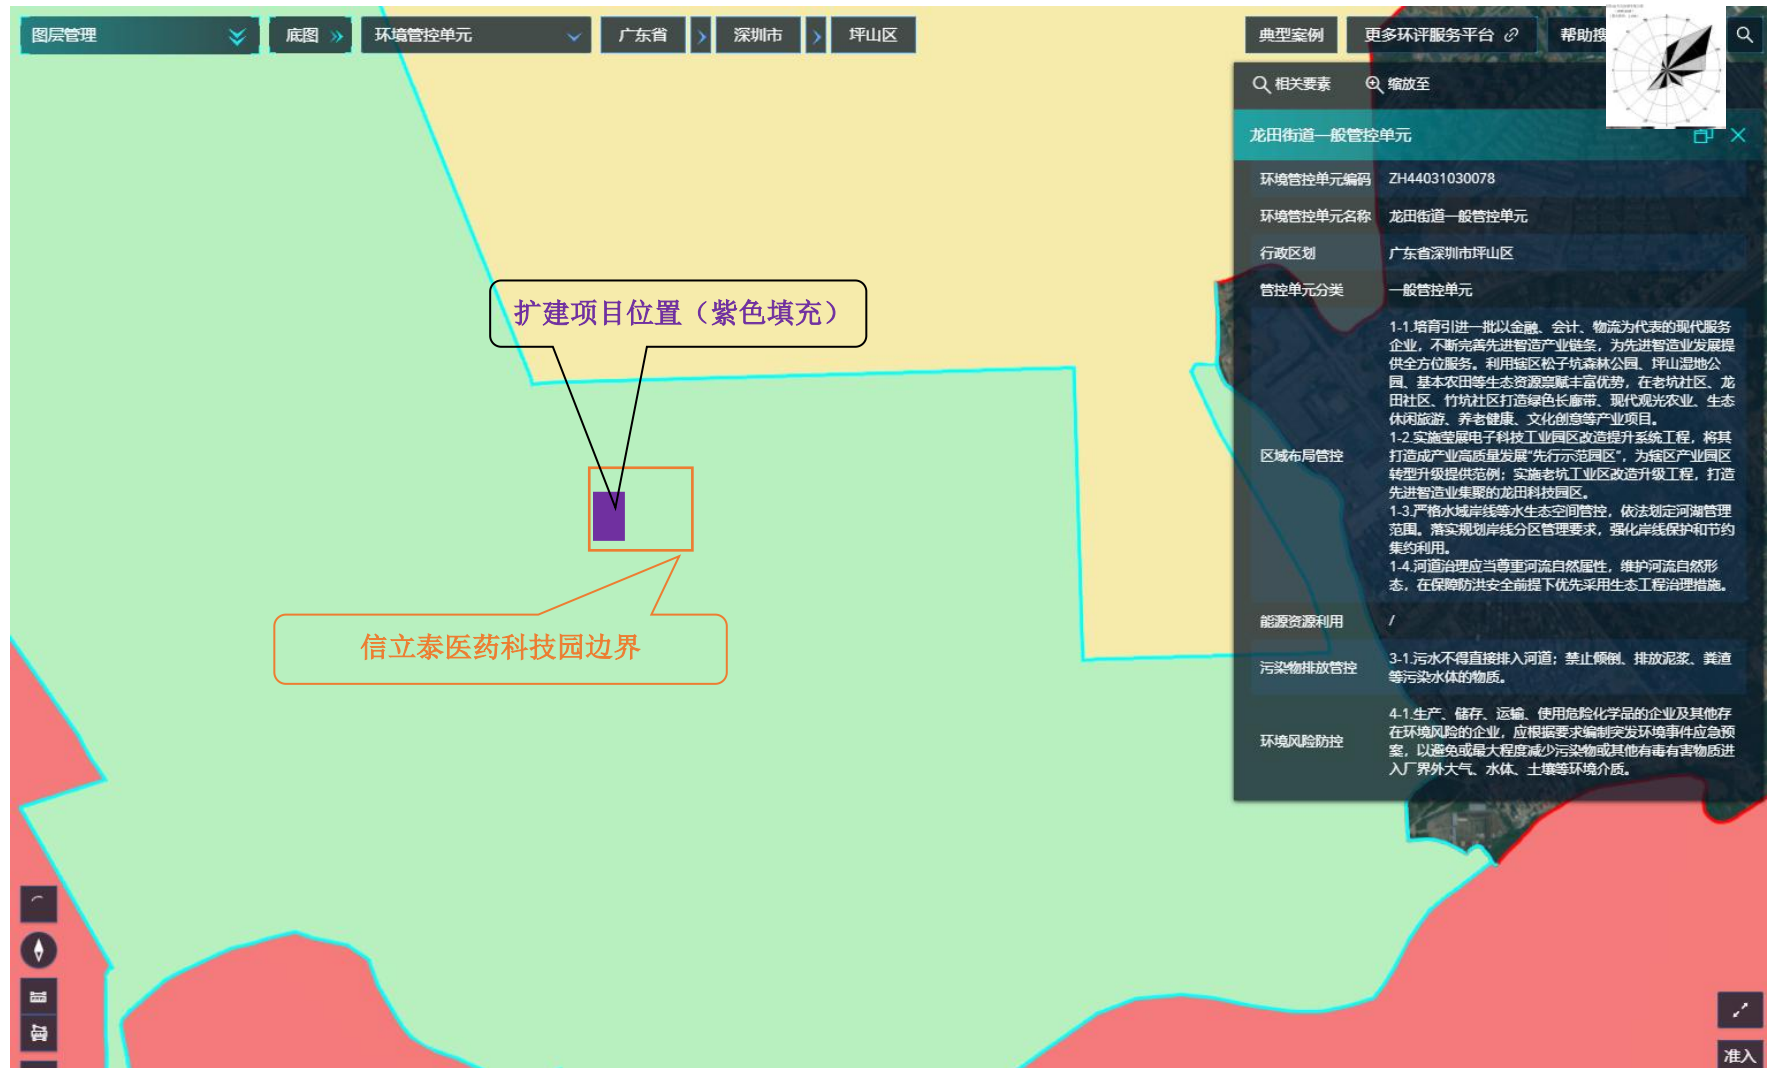 图层管理
底图
环境管控单元
广东省
深圳市
坪山区
典型案例
更多环评服务平台
帮助搜
相关要素
缩放至
龙田街道一般管控单元
环境管控单元编码 ZH44031030078
环境管控单元名称 龙田街道一般管控单元
行政区划 广东省深圳市坪山区
管控单元分类 一般管控单元
区域布局管控
1-1.培育引进一批以金融、会计、物流为代表的现代服务
企业，不断完善先进智造产业链条，为先进智造业发展提
供全方位服务。利用辖区松子坑森林公园、坪山湿地公
园、基本农田等生态资源禀赋丰富优势，在老坑社区、龙
田社区、竹坑社区打造绿色长廊带、现代观光农业、生态
休闲旅游、养老健康、文化创意等产业项目。
1-2.实施莹展电子科技工业园区改造提升系统工程，将其
打造成产业高质量发展“先行示范园区”，为辖区产业园区
转型升级提供范例；实施老坑工业区改造升级工程，打造
先进智造业集聚的龙田科技园区。
1-3.严格水域岸线等水生态空间管控，依法划定河湖管理
范围。落实规划岸线分区管理要求，强化岸线保护和节约
集约利用。
1-4.河道治理应当尊重河流自然属性，维护河流自然形
态，在保障防洪安全前提下优先采用生态工程治理措施。
能源资源利用 /
污染物排放管控
3-1.污水不得直接排入河道；禁止倾倒、排放泥浆、粪渣
等污染水体的物质。
环境风险防控
4-1.生产、储存、运输、使用危险化学品的企业及其他存
在环境风险的企业，应根据要求编制突发环境事件应急预
案，以避免或最大程度减少污染物或其他有毒有害物质进
入厂界外大气、水体、土壤等环境介质。
扩建项目位置（紫色填充）
信立泰医药科技园边界
准入